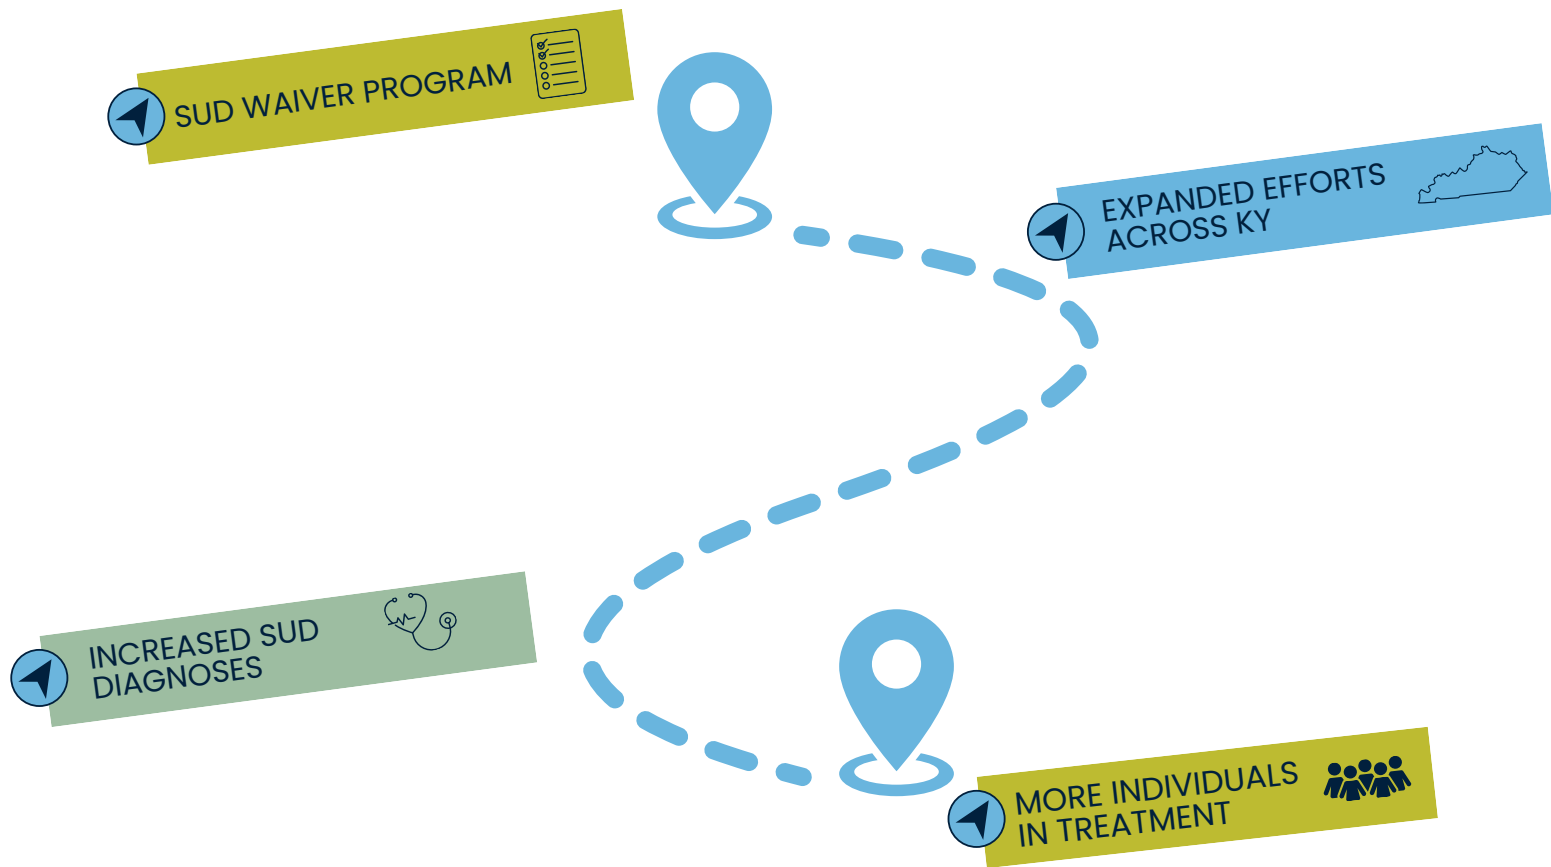 SUD WAIVER PROGRAM
EXPANDED EFFORTS
ACROSS KY
INCREASED SUD
DIAGNOSES
MORE INDIVIDUALS
IN TREATMENT